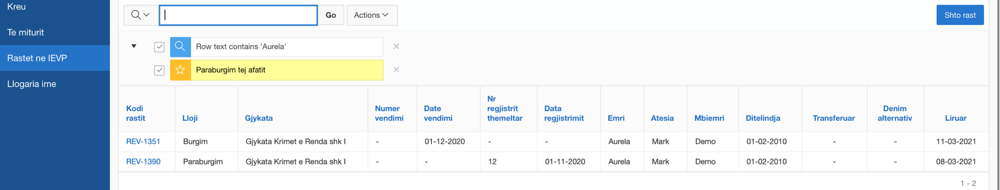 Kreu
Te miturit
Rastet ne IEVP
Llogaria ime
Go
Actions
Shto rast
Row text contains 'Aurela'
Paraburgim tej afatit
Kodi rastit Lloji Gjykata Numer vendimi Date vendimi Nr regjistrit themeltar Data regjistrimit Emri Atesia Mbiemri Ditelindja Transferuar Denim alternativ Liruar
REV-1351 Burgim Gjykata Krimet e Renda shk I - 01-12-2020 - - Aurela Mark Demo 01-02-2010 - - 11-03-2021
REV-1390 Paraburgim Gjykata Krimet e Renda shk I - - 12 01-11-2020 Aurela Mark Demo 01-02-2010 - - 08-03-2021
1 - 2